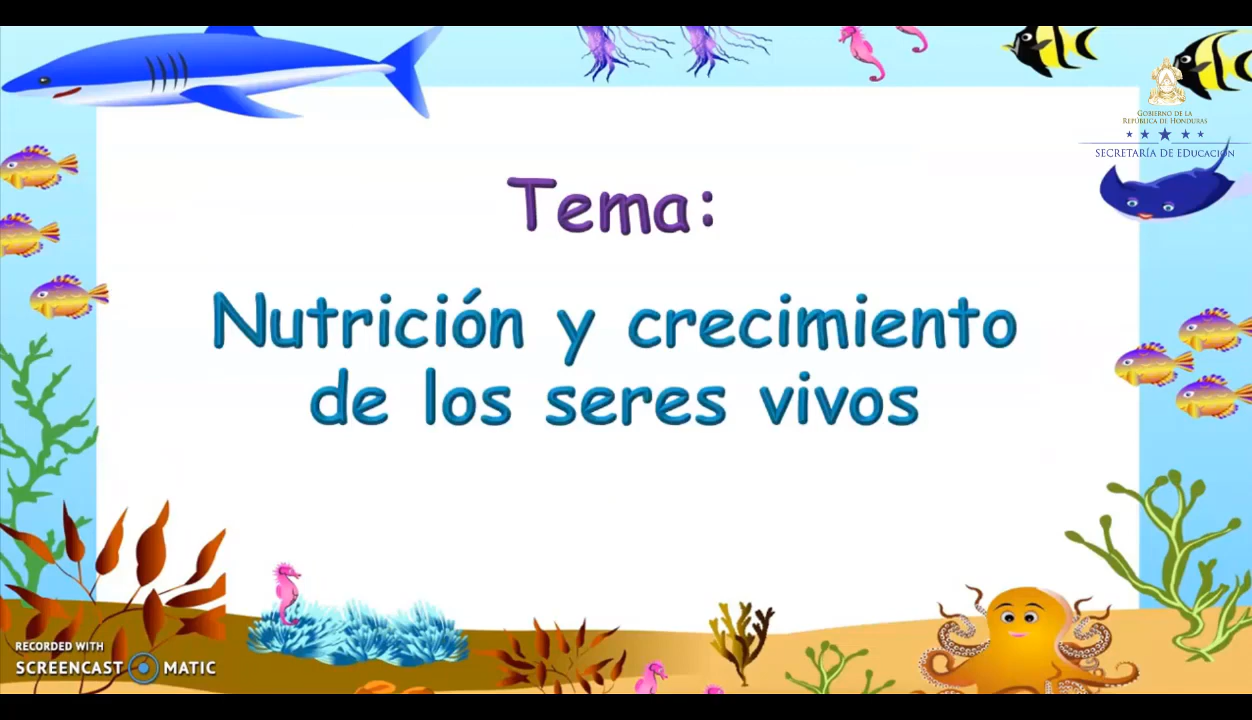 GOBIERNO DE LA
REPÚBLICA DE HONDURAS
SECRETARÍA DE EDUCACIÓN
Tema:
Nutrición y crecimiento
de los seres vivos
RECORDED WITH
SCREENCAST MATIC